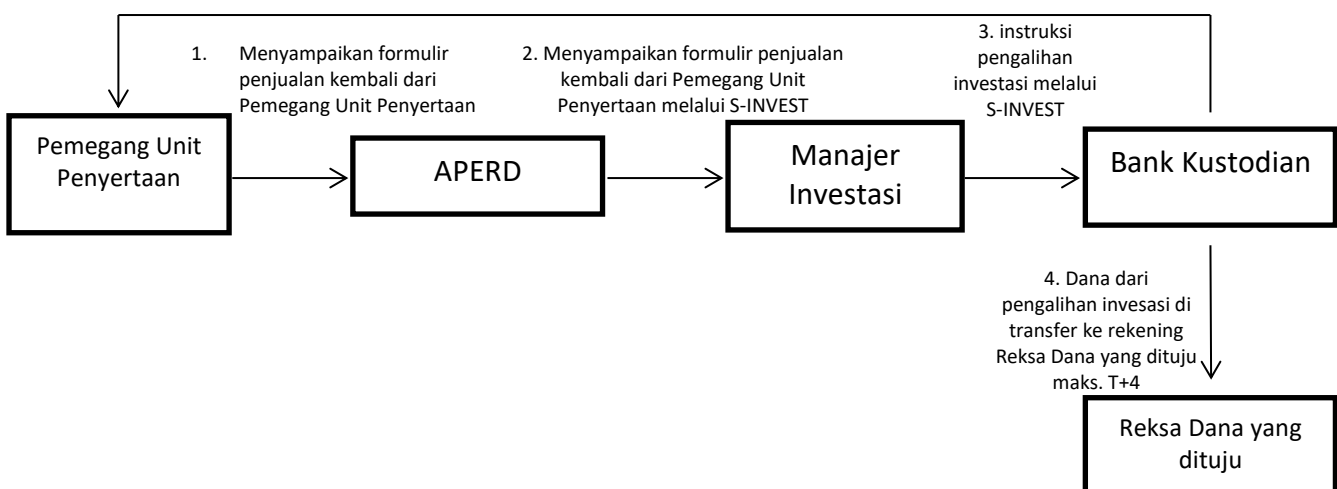 1. Menyampaikan formulir
penjualan kembali dari
Pemegang Unit Penyertaan
2. Menyampaikan formulir penjualan
kembali dari Pemegang Unit
Penyertaan melalui S-INVEST
3. instruksi
pengalihan
investasi melalui
S-INVEST
Pemegang Unit
Penyertaan
APERD
Manajer
Investasi
Bank Kustodian
4. Dana dari
pengalihan invesasi di
transfer ke rekening
Reksa Dana yang dituju
maks. T+4
Reksa Dana yang
dituju